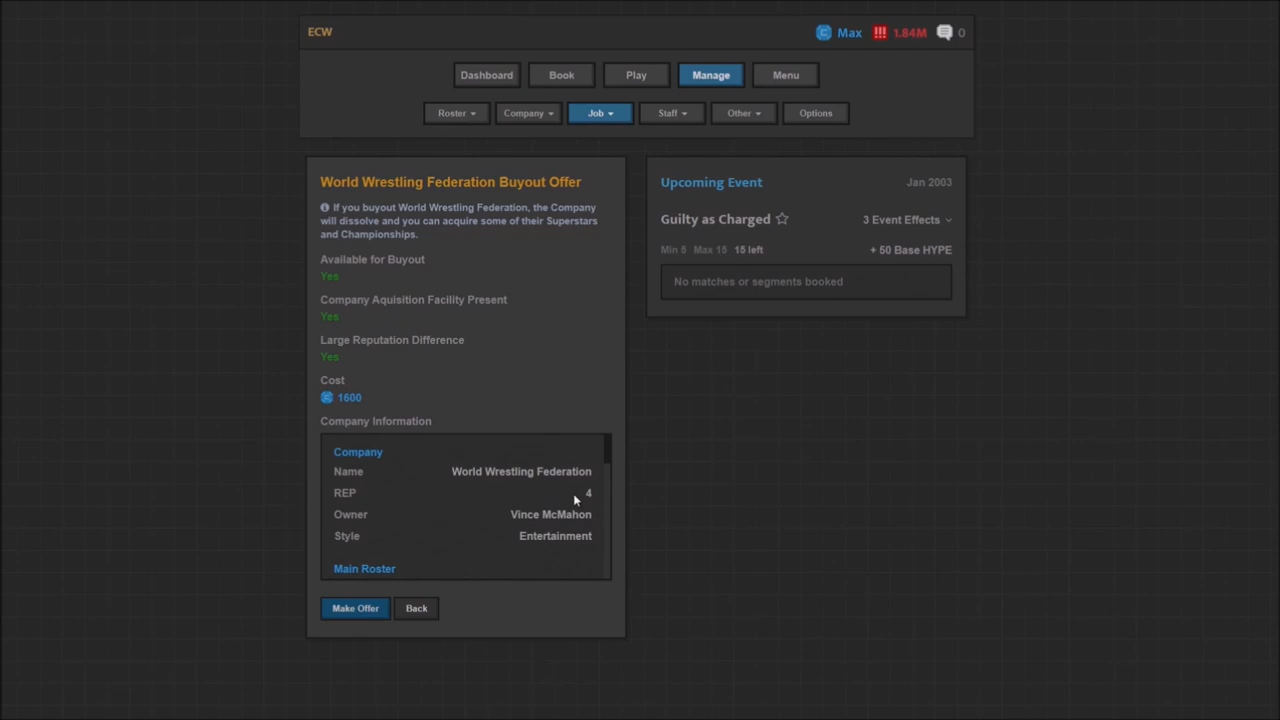 ECW
Max 1.84M 0
Dashboard Book Play Manage Menu
Roster Company Job Staff Other Options
World Wrestling Federation Buyout Offer
If you buyout World Wrestling Federation, the Company
will dissolve and you can acquire some of their Superstars
and Championships.
Available for Buyout
Yes
Company Aquisition Facility Present
Yes
Large Reputation Difference
Yes
Cost
1600
Company Information
Company
Name World Wrestling Federation
REP 4
Owner Vince McMahon
Style Entertainment
Main Roster
Make Offer Back
Upcoming Event Jan 2003
Guilty as Charged 3 Event Effects
Min 5 Max 15 15 left + 50 Base HYPE
No matches or segments booked